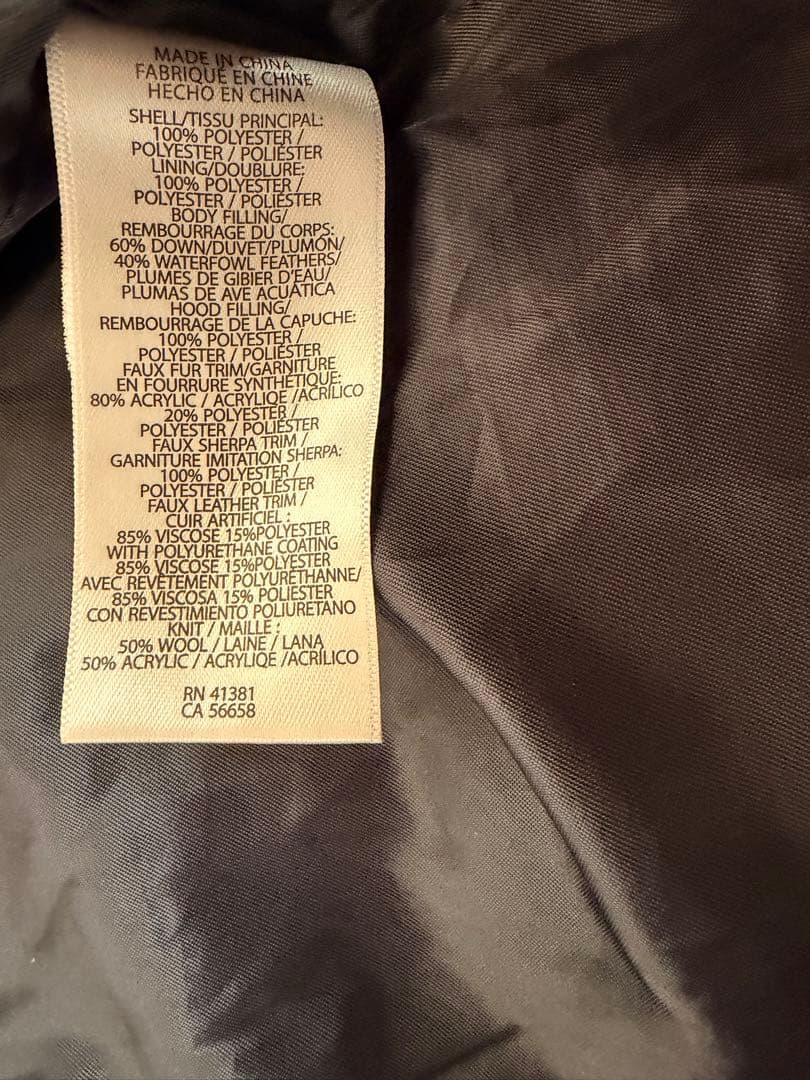 MADE IN CHINA
FABRIQUÉ EN CHINE
HECHO EN CHINA
SHELL/TISSU PRINCIPAL:
100% POLYESTER /
POLYESTER / POLIÉSTER
LINING/DOUBLURE:
100% POLYESTER /
POLYESTER / POLIÉSTER
BODY FILLING/
REMBOURRAGE DU CORPS:
60% DOWN/DUVET/PLUMÓN/
40% WATERFOWL FEATHERS/
PLUMES DE GIBIER D'EAU/
PLUMAS DE AVE ACUÁTICA
HOOD FILLING/
REMBOURRAGE DE LA CAPUCHE:
100% POLYESTER /
POLYESTER / POLIÉSTER
FAUX FUR TRIM/GARNITURE
EN FOURRURE SYNTHÉTIQUE:
80% ACRYLIC / ACRYLIQE /ACRÍLICO
20% POLYESTER /
POLYESTER / POLIÉSTER
FAUX SHERPA TRIM /
GARNITURE IMITATION SHERPA:
100% POLYESTER /
POLYESTER / POLIÉSTER
FAUX LEATHER TRIM /
CUIR ARTIFICIEL :
85% VISCOSE 15%POLYESTER
WITH POLYURETHANE COATING
85% VISCOSE 15%POLYESTER
AVEC REVÊTEMENT POLYURÉTHANNE/
85% VISCOSA 15% POLIÉSTER
CON REVESTIMIENTO POLIURETANO
KNIT / MAILLE :
50% WOOL / LAINE / LANA
50% ACRYLIC / ACRYLIQE /ACRÍLICO
RN 41381
CA 56658